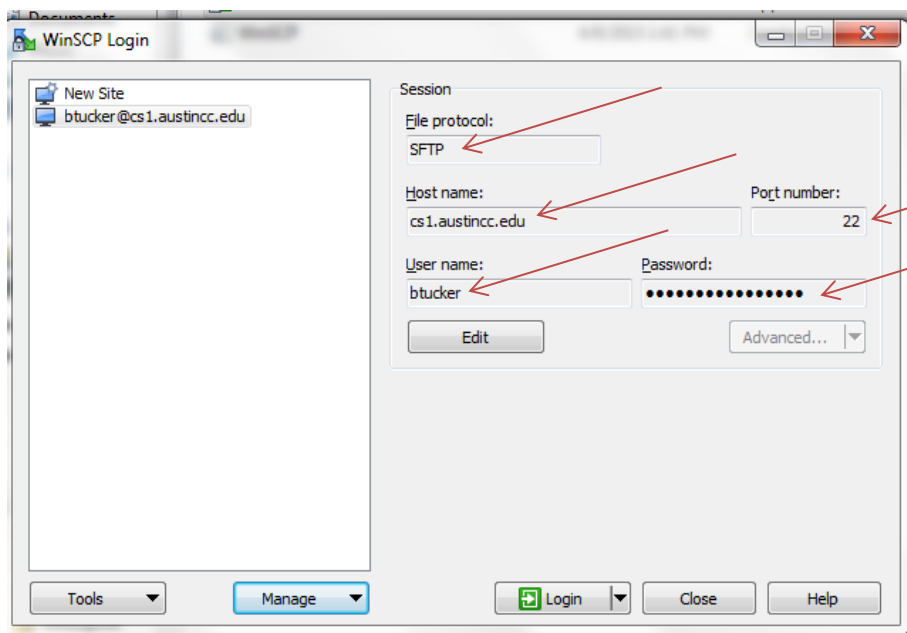 Documents
WinSCP Login
New Site
btucker@cs1.austincc.edu
Session
File protocol:
SFTP
Host name: Port number:
cs1.austincc.edu 22
User name: Password:
btucker ••••••••••••••••
Edit Advanced...
Tools Manage Login Close Help